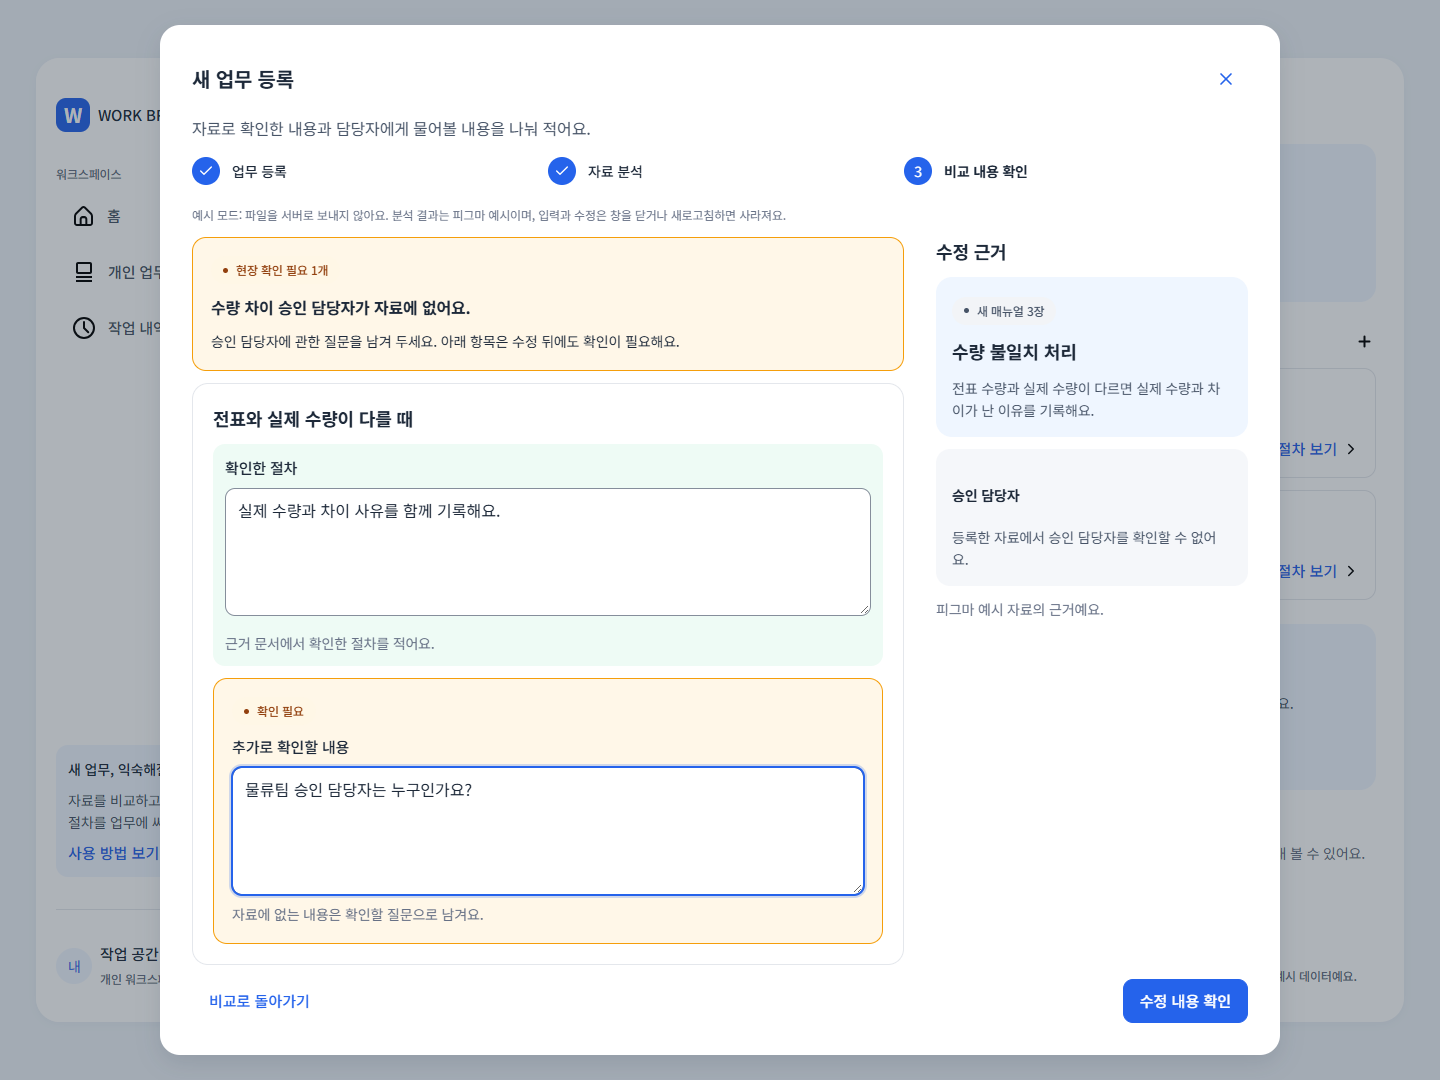 새 업무 등록
자료로 확인한 내용과 담당자에게 물어볼 내용을 나눠 적어요.
업무 등록
자료 분석
3 비교 내용 확인
예시 모드: 파일을 서버로 보내지 않아요. 분석 결과는 피그마 예시이며, 입력과 수정은 창을 닫거나 새로고침하면 사라져요.
현장 확인 필요 1개
수량 차이 승인 담당자가 자료에 없어요.
승인 담당자에 관한 질문을 남겨 두세요. 아래 항목은 수정 뒤에도 확인이 필요해요.
전표와 실제 수량이 다를 때
확인한 절차
실제 수량과 차이 사유를 함께 기록해요.
근거 문서에서 확인한 절차를 적어요.
확인 필요
추가로 확인할 내용
물류팀 승인 담당자는 누구인가요?
자료에 없는 내용은 확인할 질문으로 남겨요.
수정 근거
새 매뉴얼 3장
수량 불일치 처리
전표 수량과 실제 수량이 다르면 실제 수량과 차
이가 난 이유를 기록해요.
승인 담당자
등록한 자료에서 승인 담당자를 확인할 수 없어
요.
피그마 예시 자료의 근거예요.
비교로 돌아가기
수정 내용 확인
W WORK
워크스페이스
홈
개인 업무
작업 내역
새 업무,
자료를 비교하고
절차를 업무에
사용 방법 보기
내 작업 공간
개인
절차 보기
절차 보기
요.
볼 수 있어요.
데이터예요.